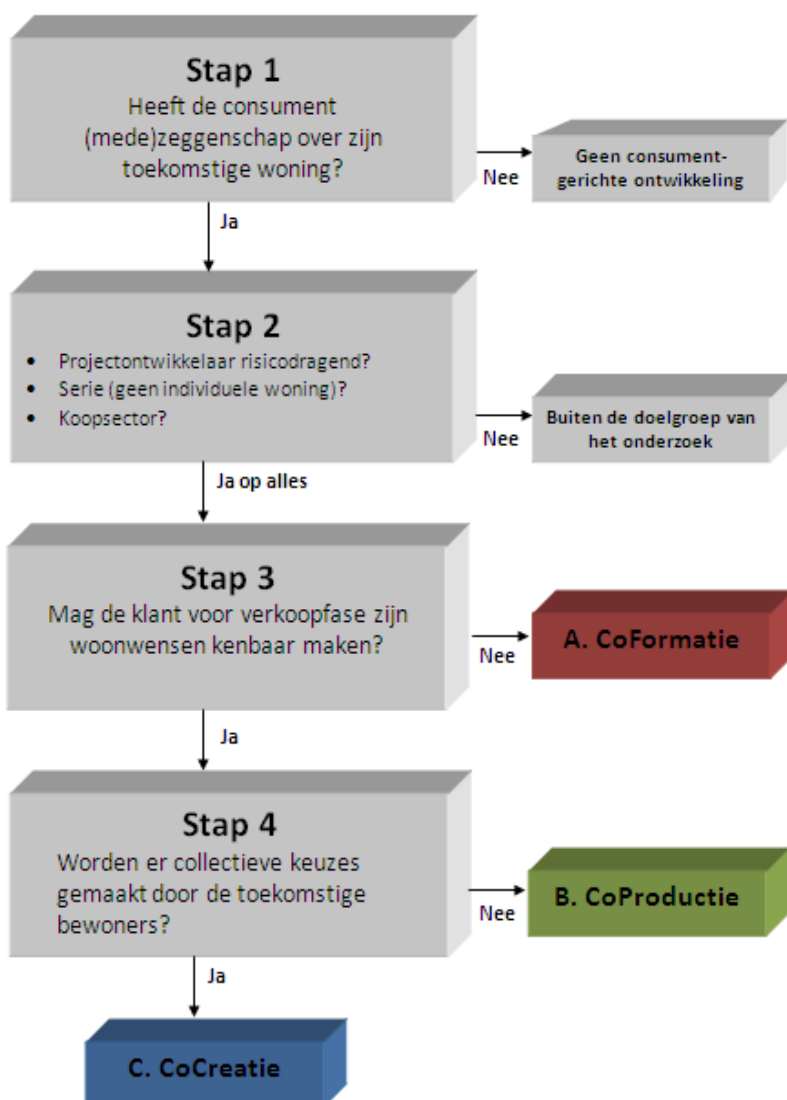 Stap 1
Heeft de consument
(mede)zeggenschap over zijn
toekomstige woning?
Nee
Geen consument-
gerichte ontwikkeling
Ja
Stap 2
• Projectontwikkelaar risicodragend?
• Serie (geen individuele woning)?
• Koopsector?
Nee
Buiten de doelgroep van
het onderzoek
Ja op alles
Stap 3
Mag de klant voor verkoopfase zijn
woonwensen kenbaar maken?
Nee
A. CoFormatie
Ja
Stap 4
Worden er collectieve keuzes
gemaakt door de toekomstige
bewoners?
Nee
B. CoProductie
Ja
C. CoCreatie